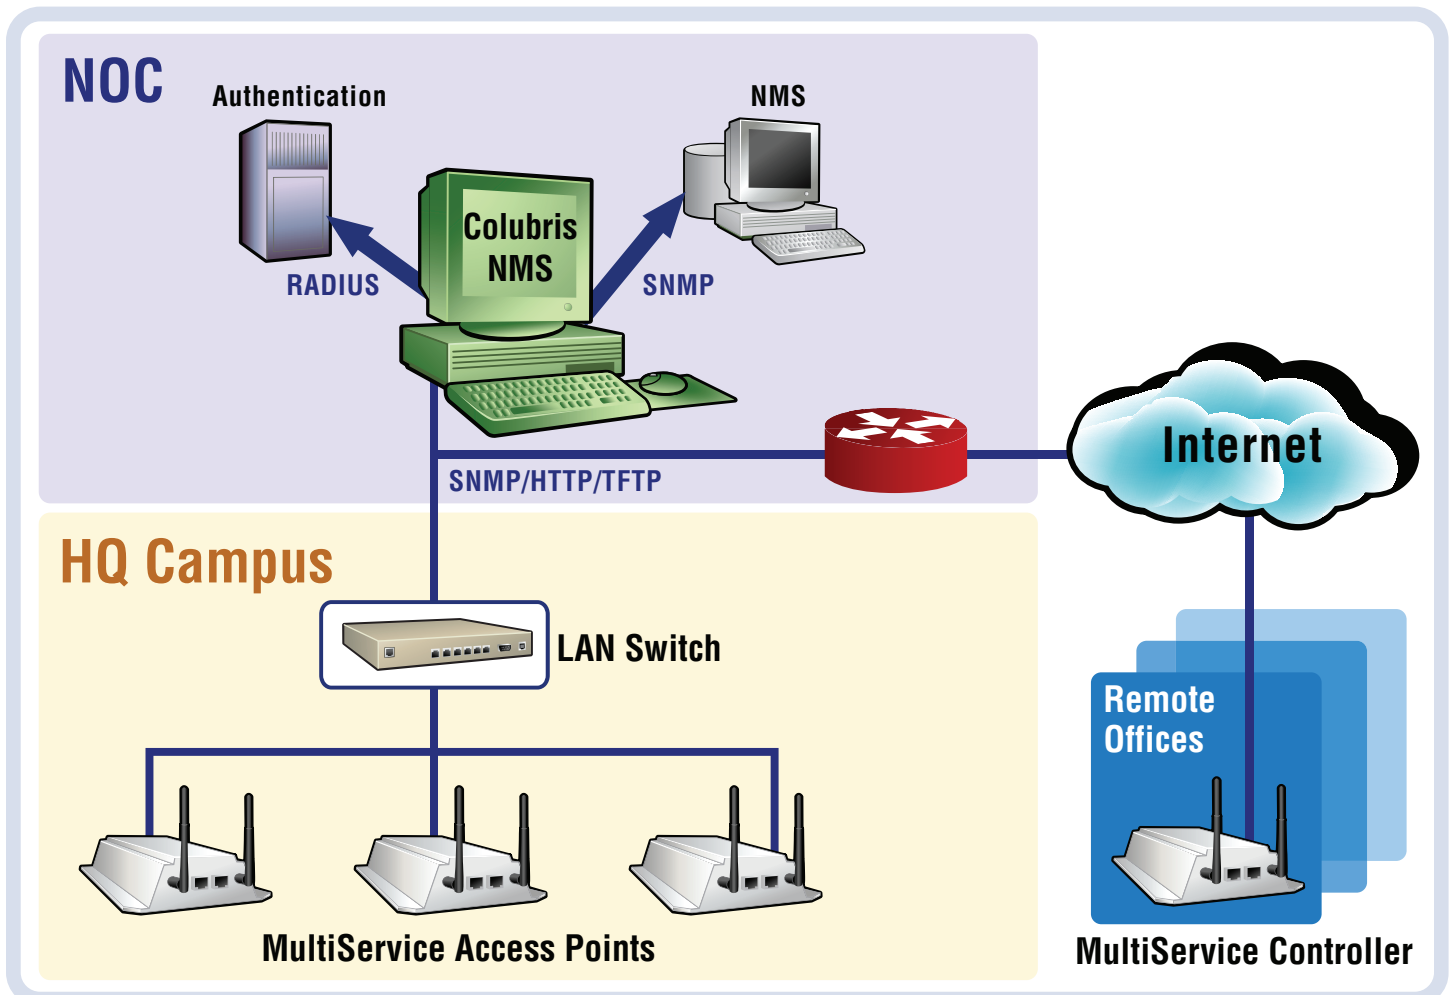 NOC
Authentication
NMS
Colubris
NMS
RADIUS
SNMP
Internet
SNMP/HTTP/TFTP
HQ Campus
LAN Switch
Remote
Offices
MultiService Access Points
MultiService Controller